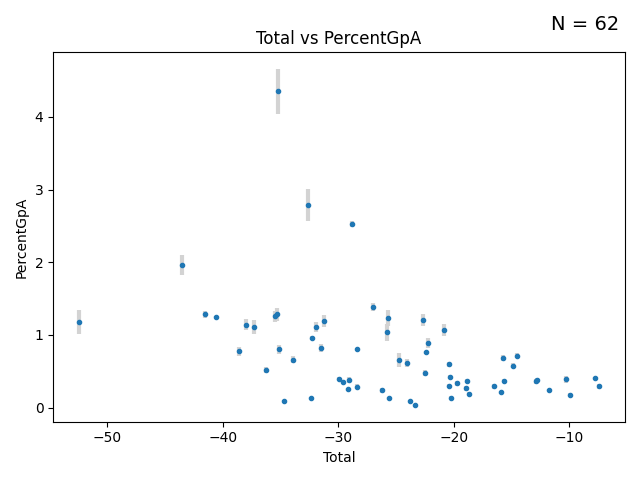 N = 62
Total vs PercentGpA
PercentGpA
4
3
2
1
0
−50 −40 −30 −20 −10
Total